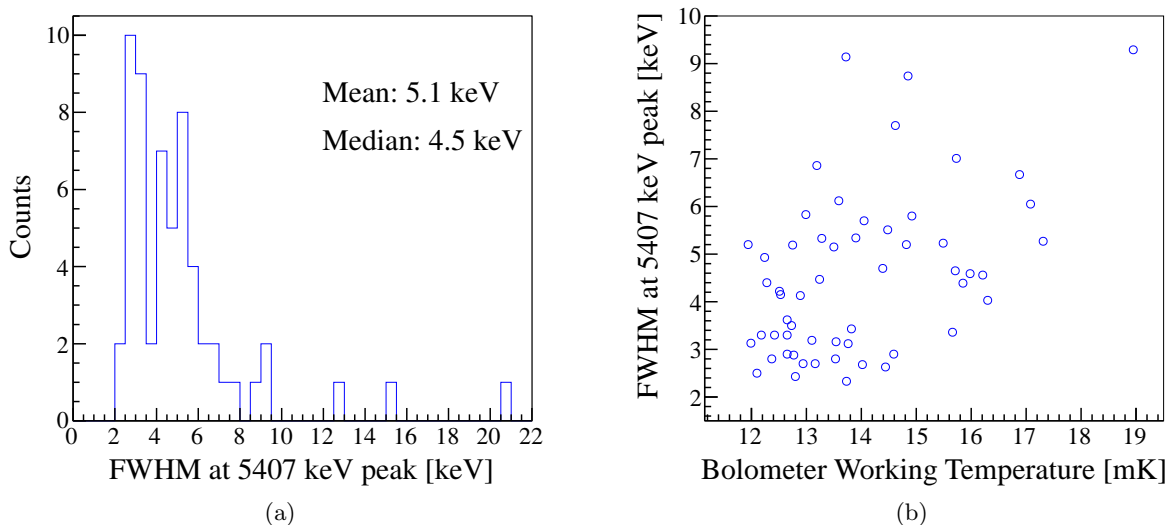 10
8
6
4
2
0
Counts
Mean: 5.1 keV
Median: 4.5 keV
0 2 4 6 8 10 12 14 16 18 20 22
FWHM at 5407 keV peak [keV]
(a)
10
9
8
7
6
5
4
3
2
FWHM at 5407 keV peak [keV]
12 13 14 15 16 17 18 19
Bolometer Working Temperature [mK]
(b)